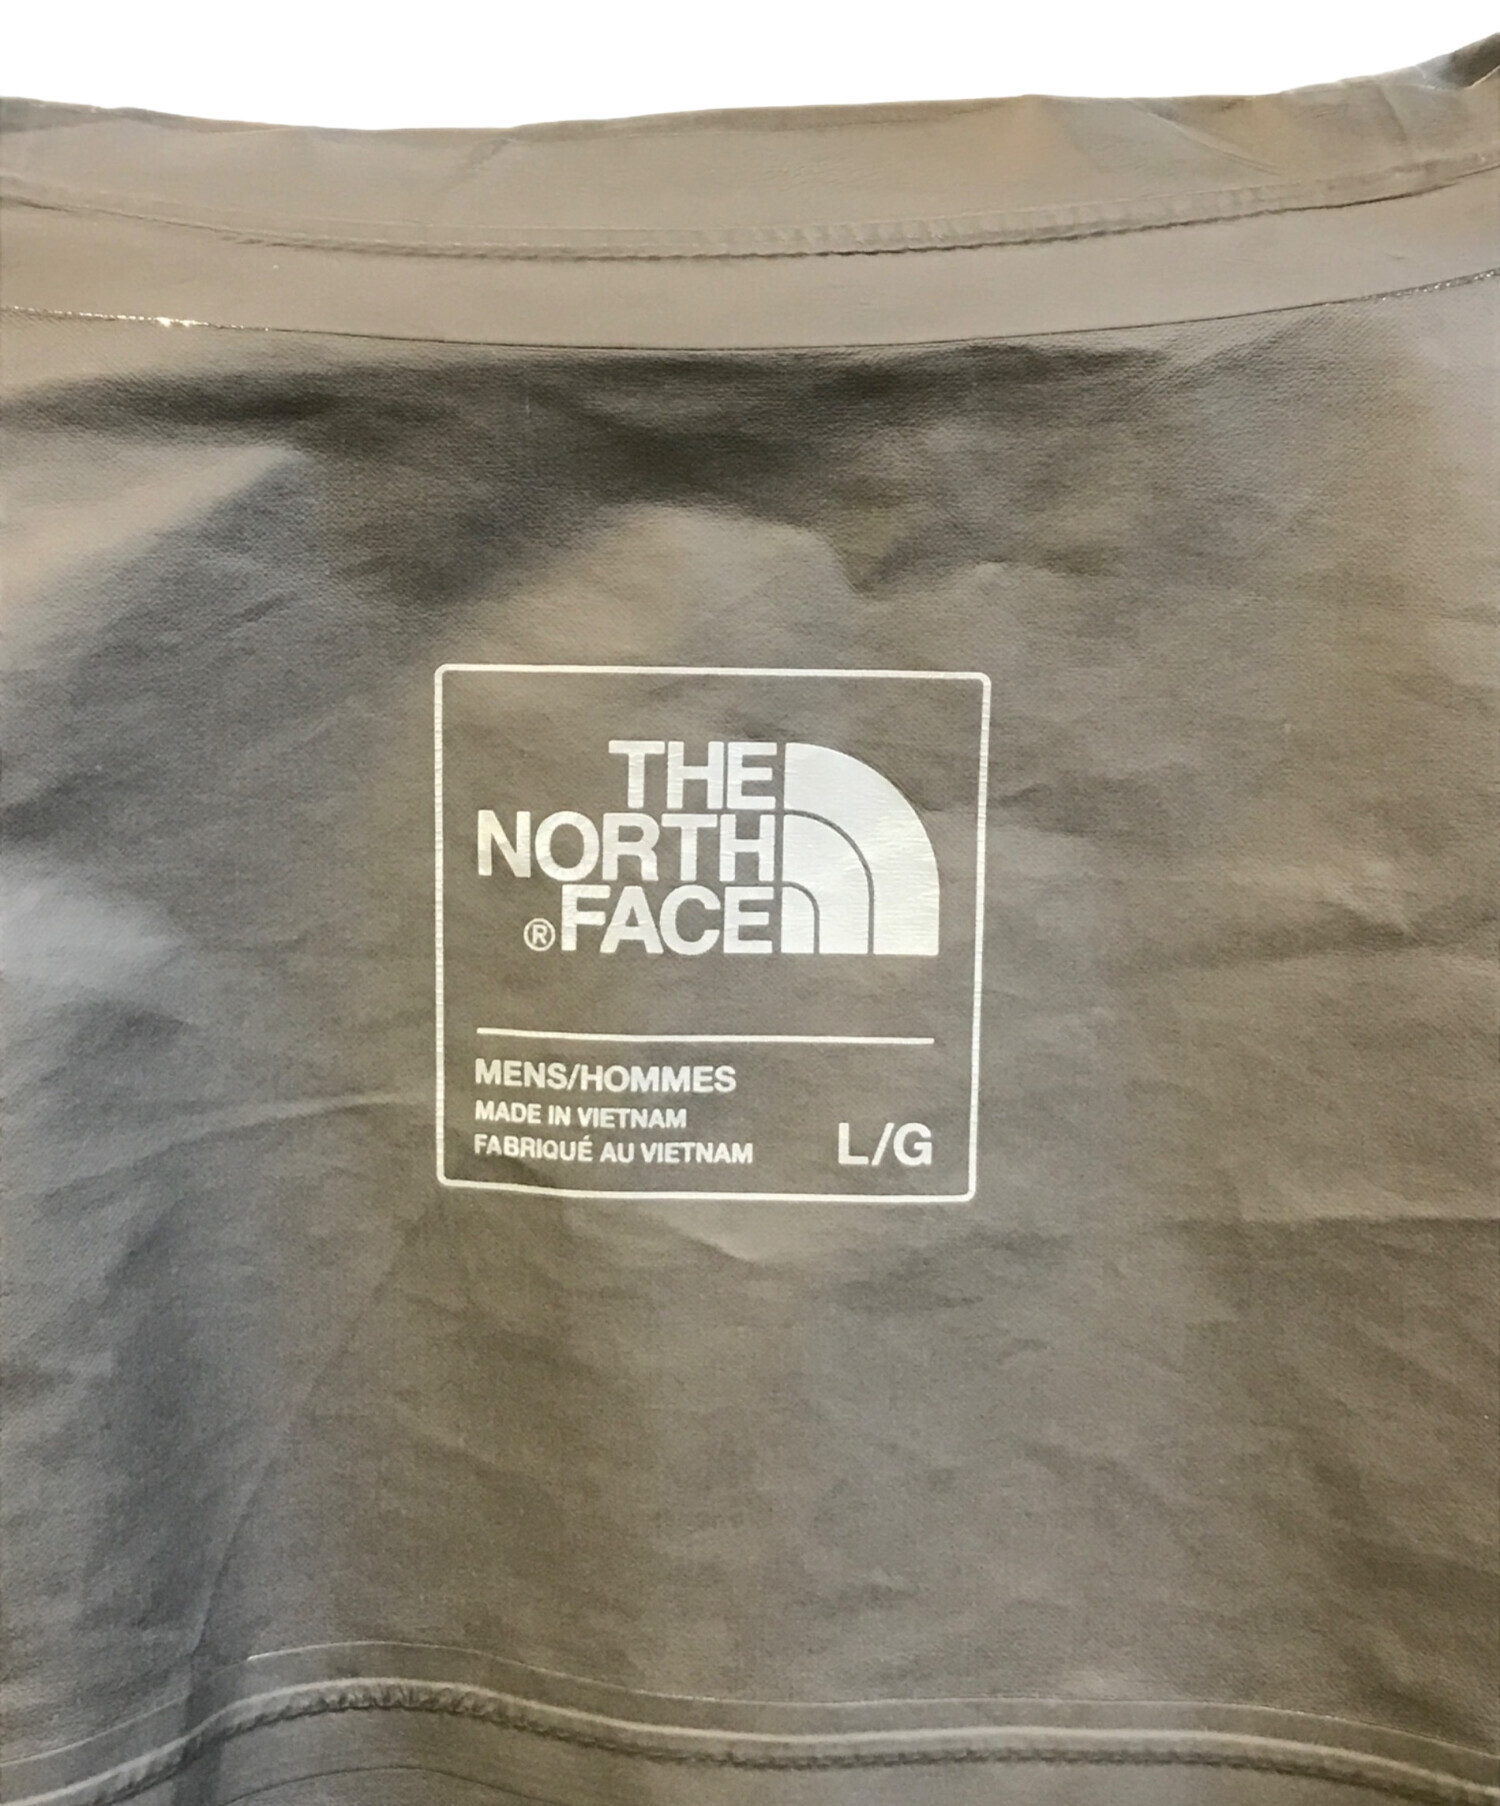 THE
NORTH
®FACE
MENS/HOMMES
MADE IN VIETNAM
FABRIQUÉ AU VIETNAM
L/G